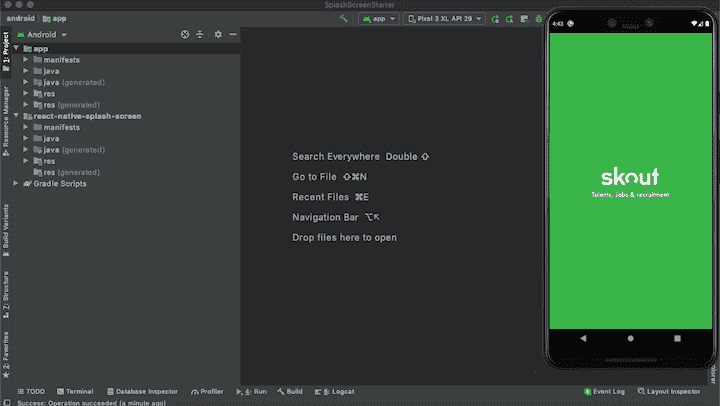 SplashScreenStarter
android
app
app
Pixel 3 XL API 29
1: Project
Android
app
manifests
java
java (generated)
res
res (generated)
react-native-splash-screen
manifests
java
java (generated)
res
res (generated)
Gradle Scripts
Resource Manager
Build Variants
Z: Structure
2: Favorites
Search Everywhere Double ⇧
Go to File ⇧⌘N
Recent Files ⌘E
Navigation Bar ⌥↖
Drop files here to open
4:43
skout
Talents, Jobs & recruitment
TODO
Terminal
Database Inspector
Profiler
4: Run
Build
6: Logcat
Event Log
Layout Inspector
Success: Operation succeeded (a minute ago)